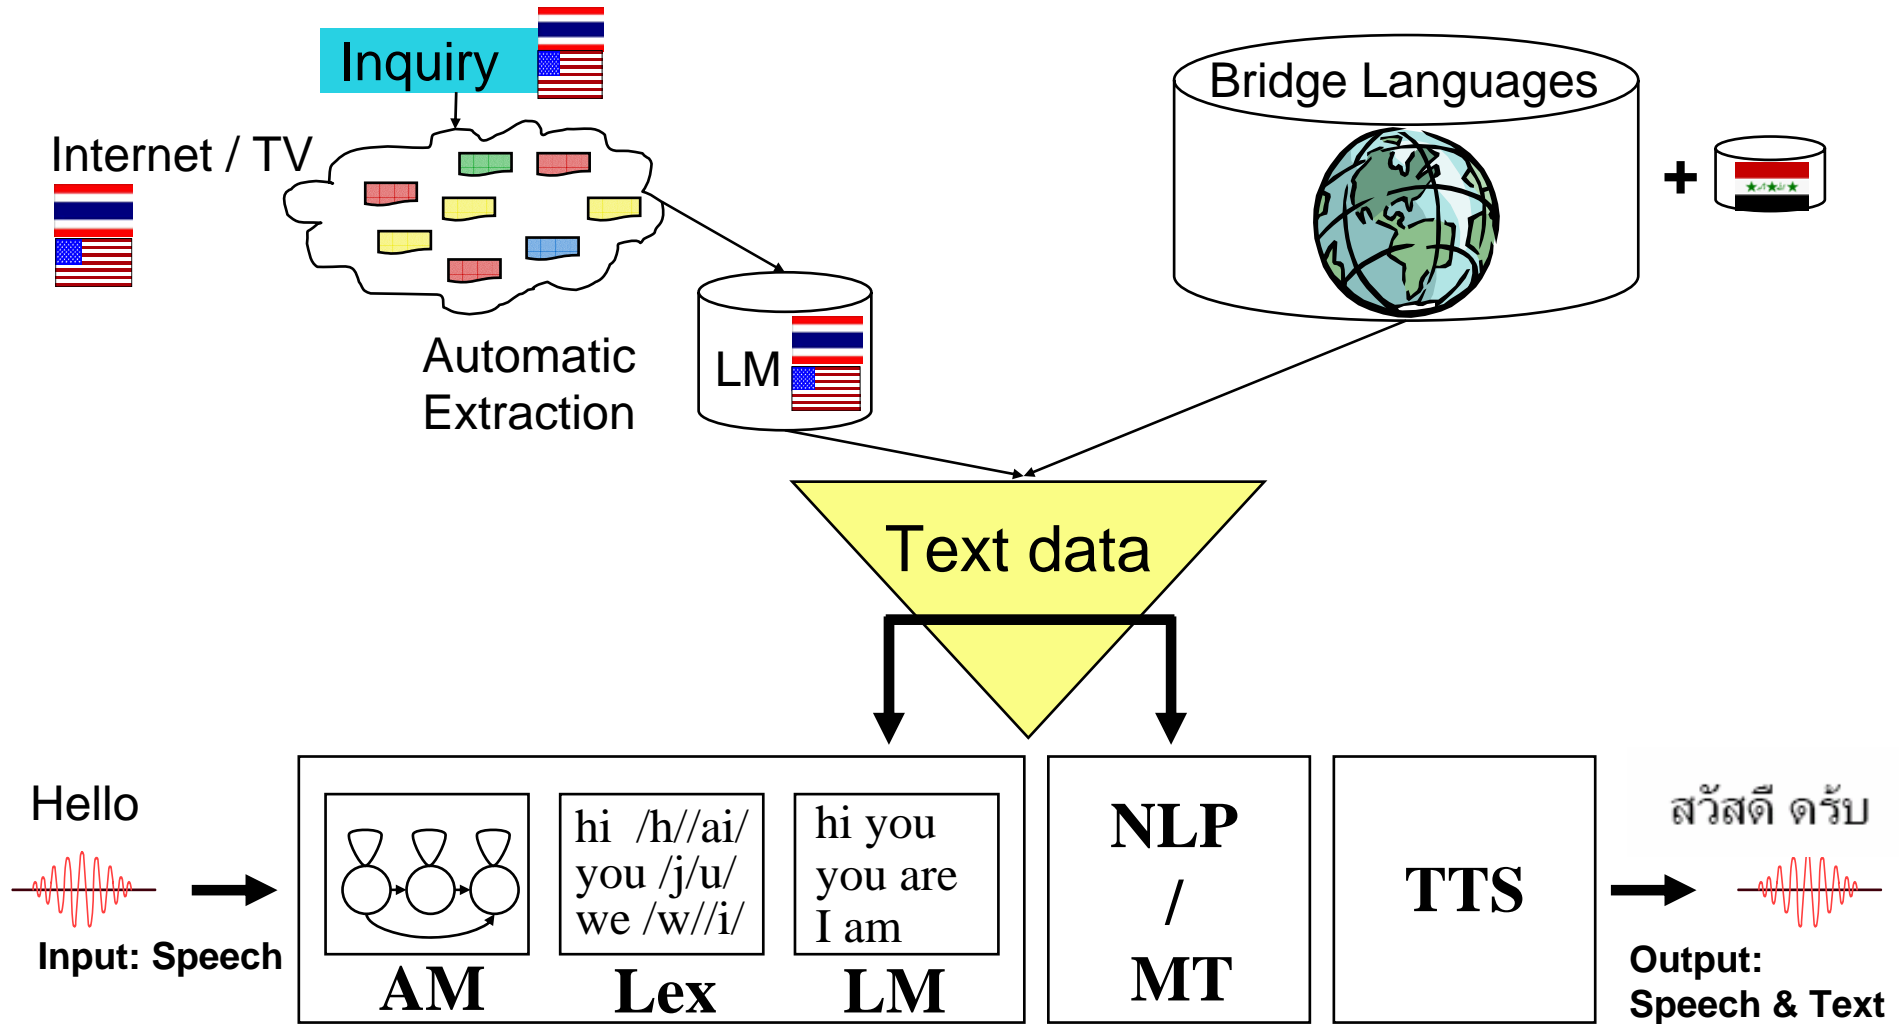 Inquiry
Bridge Languages
Internet / TV
+
Automatic
Extraction
LM
Text data
Hello
Input: Speech
hi /h//ai/
you /j/u/
we /w//i/
hi you
you are
I am
AM
Lex
LM
NLP
/
MT
TTS
สวัสดี ดรับ
Output:
Speech & Text